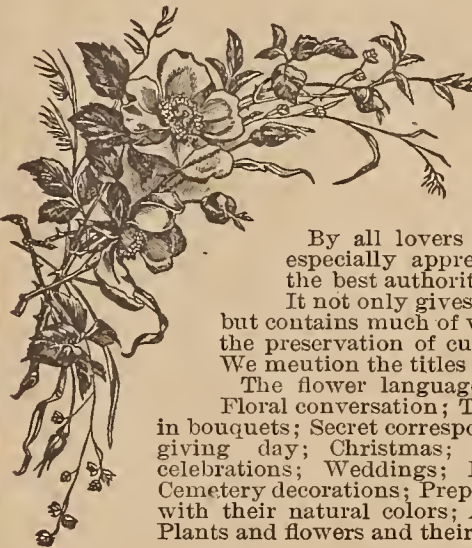 By all lovers
especially appre
the best authorit
It not only gives
but contains much of v
the preservation of cu
We meution the titles
The flower languag
Floral conversation; T
in bouquets; Secret correspo
giving day; Christmas;
celebrations; Weddings;
Cemetery decorations; Prep
with their natural colors;
Plants and flowers and their